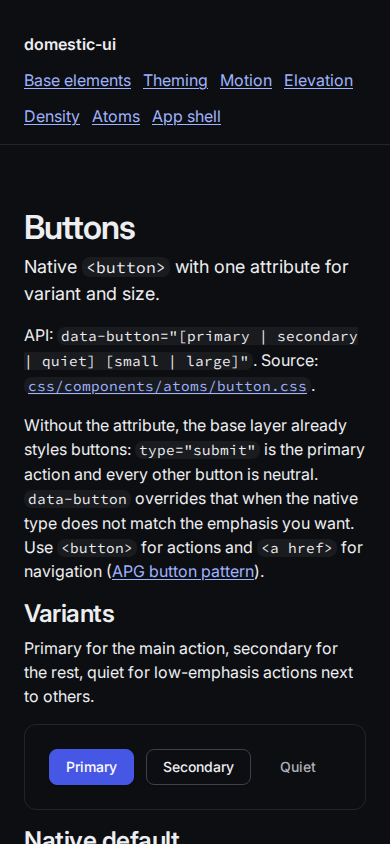 domestic-ui
Base elements Theming Motion Elevation
Density Atoms App shell
Buttons
Native <button> with one attribute for
variant and size.
API: data-button="[primary | secondary
| quiet] [small | large]". Source:
css/components/atoms/button.css.
Without the attribute, the base layer already
styles buttons: type="submit" is the primary
action and every other button is neutral.
data-button overrides that when the native
type does not match the emphasis you want.
Use <button> for actions and <a href> for
navigation (APG button pattern).
Variants
Primary for the main action, secondary for
the rest, quiet for low-emphasis actions next
to others.
Primary Secondary Quiet
Native default